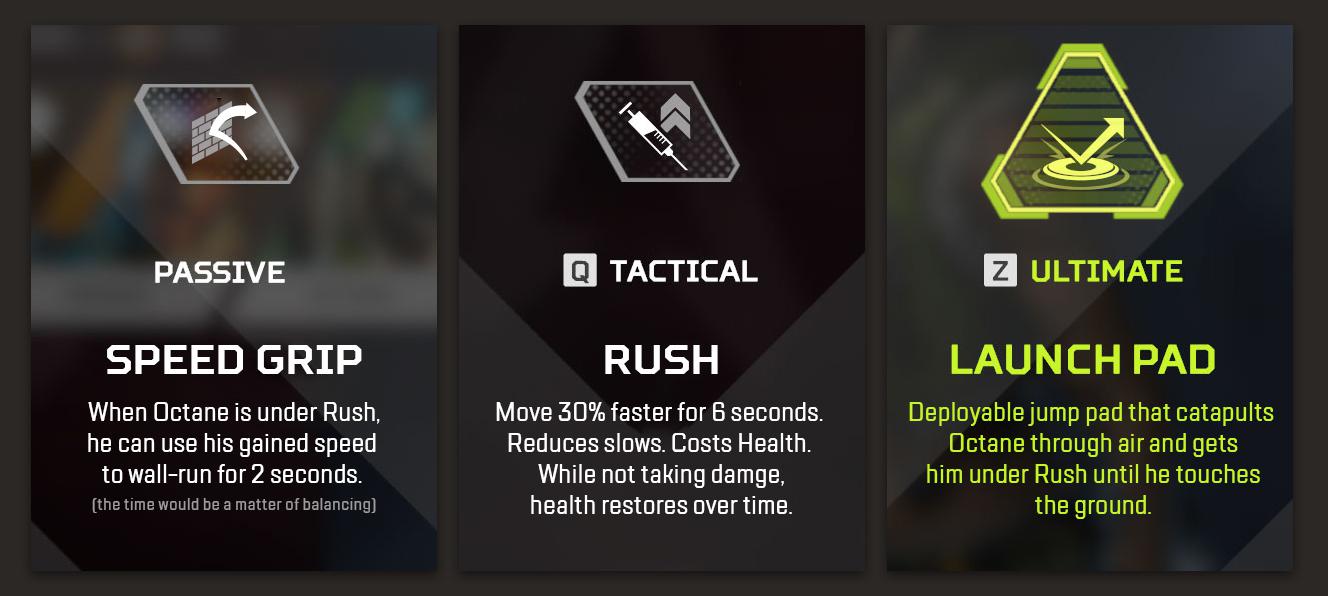 PASSIVE
SPEED GRIP
When Octane is under Rush,
he can use his gained speed
to wall-run for 2 seconds.
(the time would be a matter of balancing)
Q TACTICAL
RUSH
Move 30% faster for 6 seconds.
Reduces slows. Costs Health.
While not taking damge,
health restores over time.
Z ULTIMATE
LAUNCH PAD
Deployable jump pad that catapults
Octane through air and gets
him under Rush until he touches
the ground.